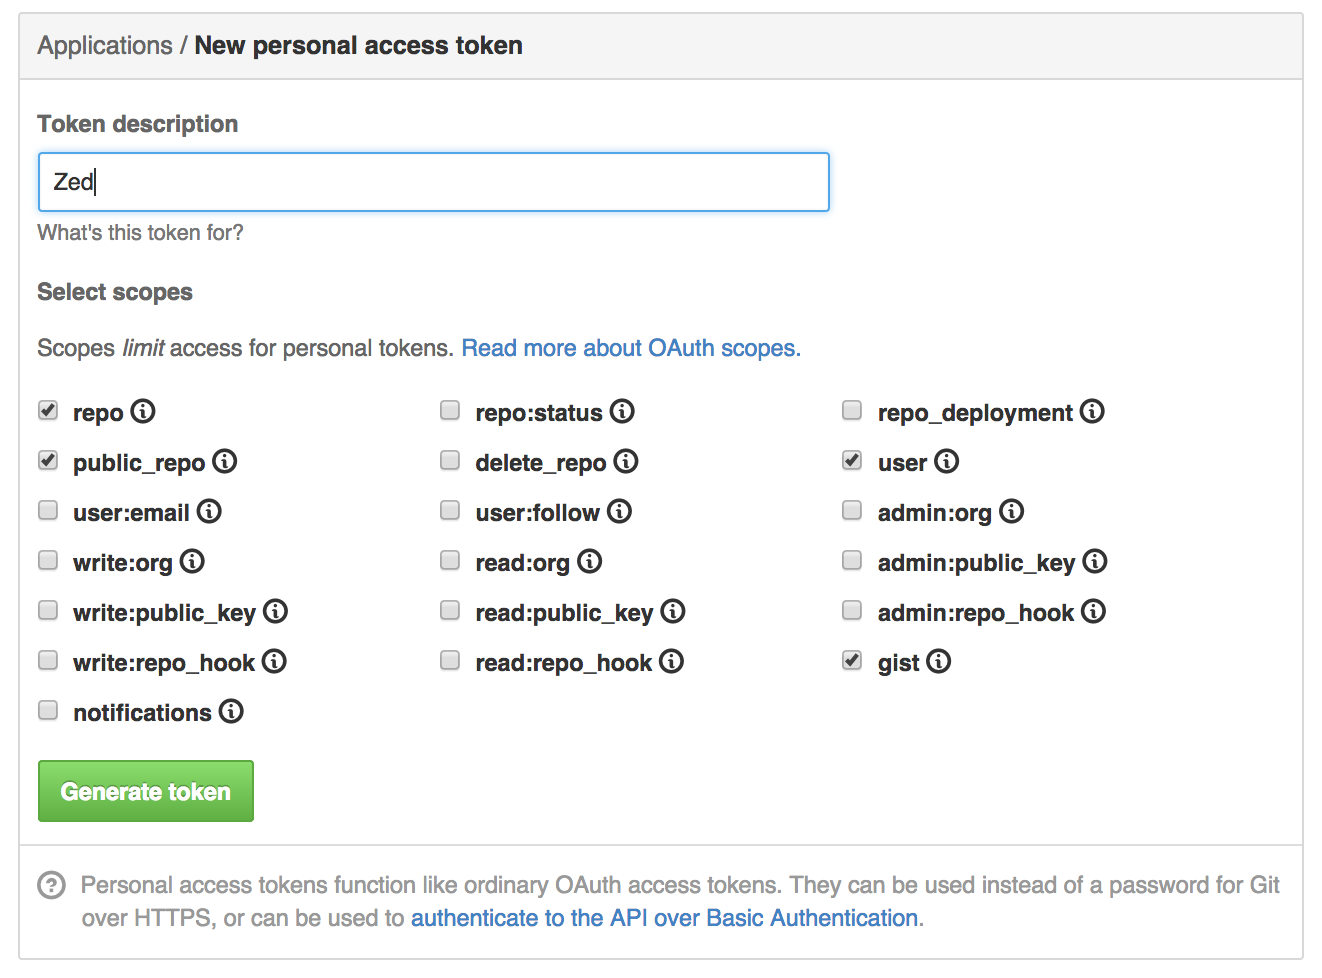 Applications / New personal access token
Token description
Zed
What's this token for?
Select scopes
Scopes limit access for personal tokens. Read more about OAuth scopes.
repo repo:status repo_deployment
public_repo delete_repo user
user:email user:follow admin:org
write:org read:org admin:public_key
write:public_key read:public_key admin:repo_hook
write:repo_hook read:repo_hook gist
notifications
Generate token
Personal access tokens function like ordinary OAuth access tokens. They can be used instead of a password for Git
over HTTPS, or can be used to authenticate to the API over Basic Authentication.